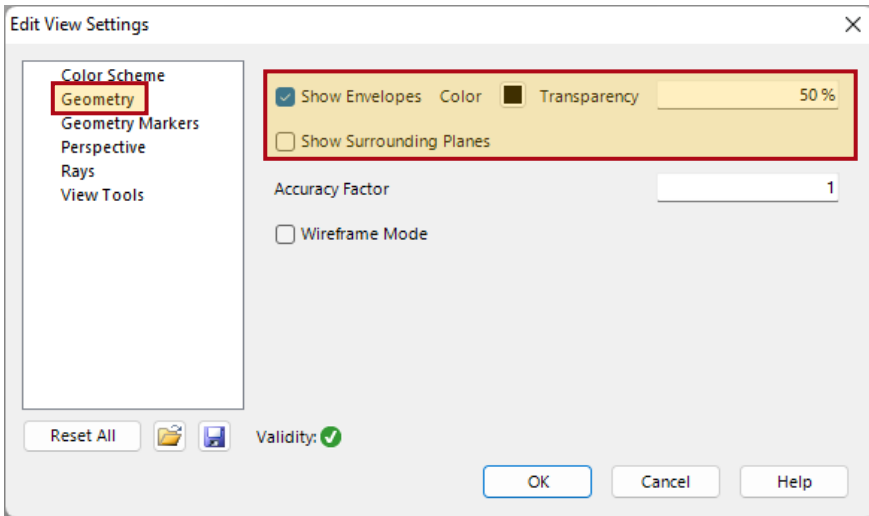 Edit View Settings
Color Scheme
Geometry
Geometry Markers
Perspective
Rays
View Tools
Show Envelopes Color Transparency 50 %
Show Surrounding Planes
Accuracy Factor 1
Wireframe Mode
Reset All Validity:
OK Cancel Help